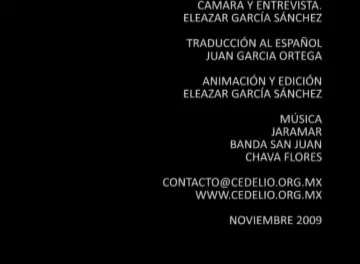 CÁMARA Y ENTREVISTA.
ELEAZAR GARCÍA SÁNCHEZ
TRADUCCIÓN AL ESPAÑOL
JUAN GARCIA ORTEGA
ANIMACIÓN Y EDICIÓN
ELEAZAR GARCÍA SÁNCHEZ
MÚSICA
JARAMAR
BANDA SAN JUAN
CHAVA FLORES
CONTACTO@CEDELIO.ORG.MX
WWW.CEDELIO.ORG.MX
NOVIEMBRE 2009